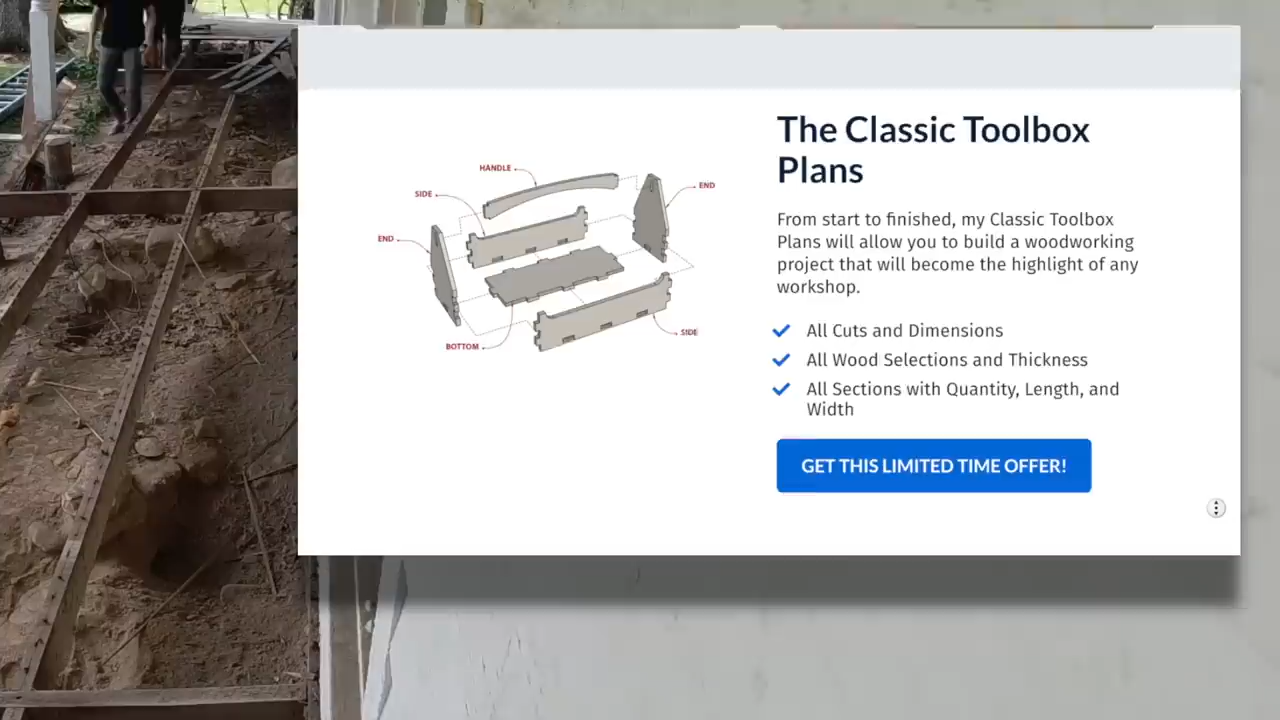 The Classic Toolbox
Plans
HANDLE
SIDE
END
END
BOTTOM
SIDE
From start to finished, my Classic Toolbox
Plans will allow you to build a woodworking
project that will become the highlight of any
workshop.
All Cuts and Dimensions
All Wood Selections and Thickness
All Sections with Quantity, Length, and
Width
GET THIS LIMITED TIME OFFER!